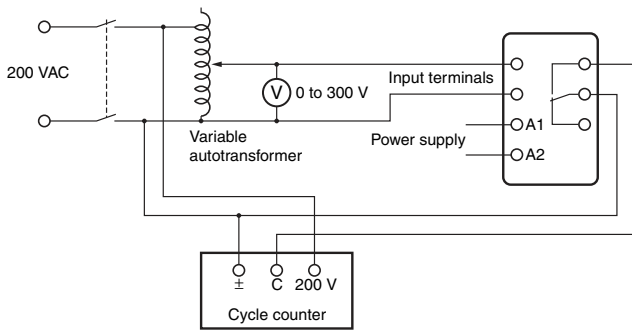 200 VAC
V
0 to 300 V
Input terminals
A1
Power supply
A2
Variable
autotransformer
± C 200 V
Cycle counter